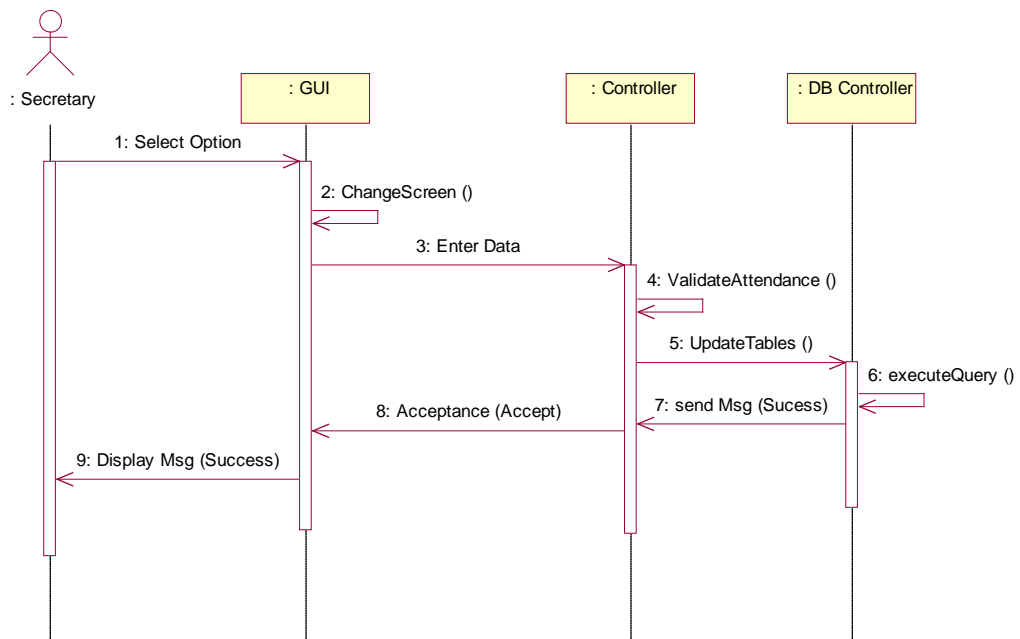 : Secretary
: GUI
: Controller
: DB Controller
1: Select Option
2: ChangeScreen ()
3: Enter Data
4: ValidateAttendance ()
5: UpdateTables ()
6: executeQuery ()
7: send Msg (Sucess)
8: Acceptance (Accept)
9: Display Msg (Success)